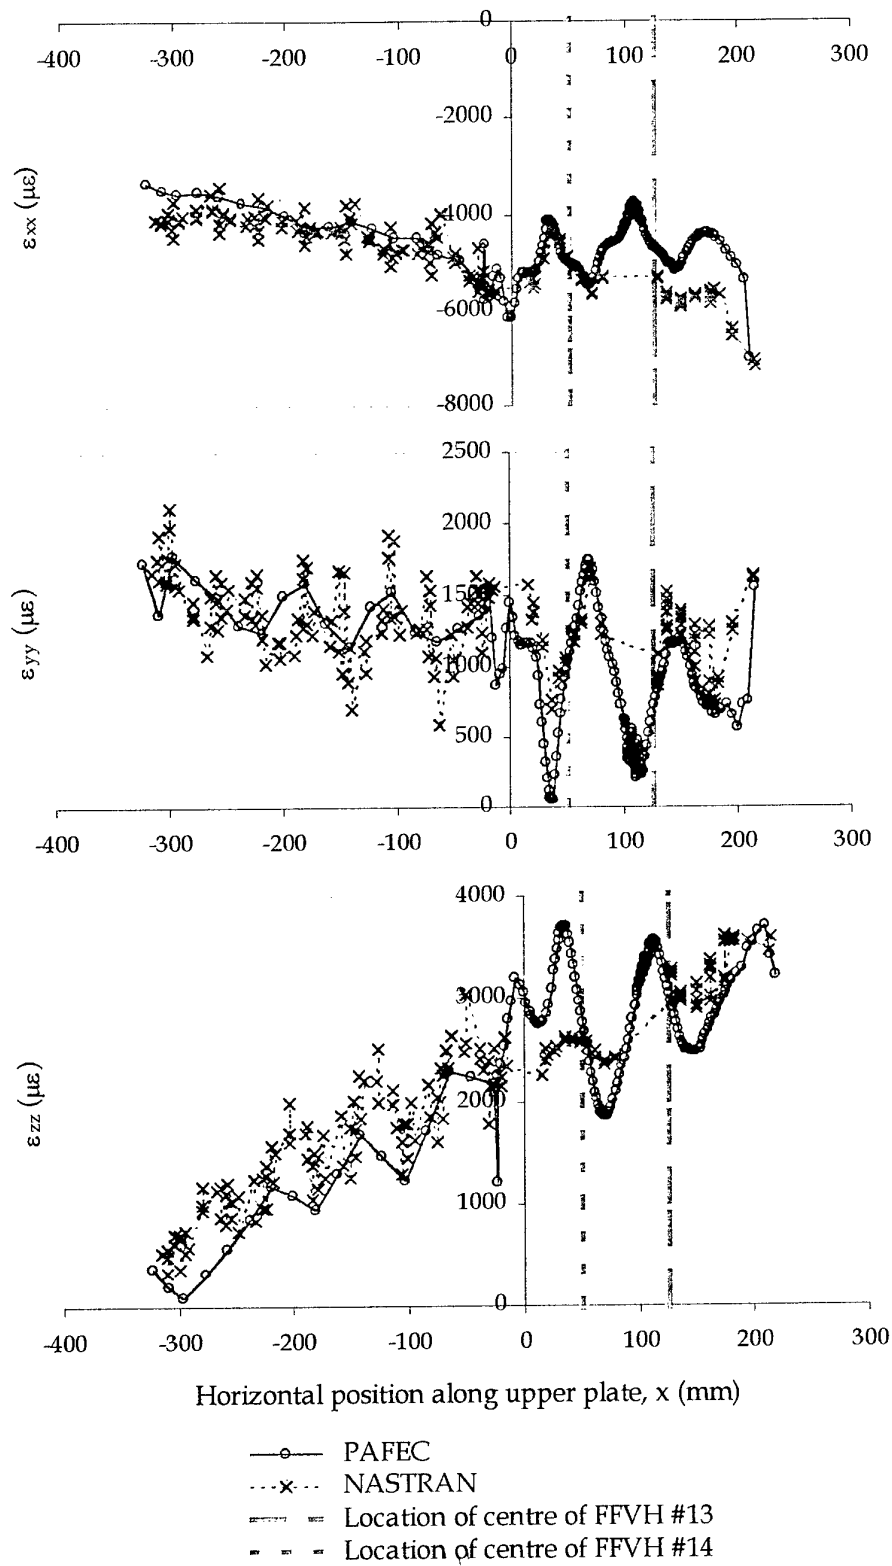 0
-400 -300 -200 -100 0 100 200 300
-2000
-4000
-6000
-8000
εxx (με)
2500
2000
1500
1000
500
0
-400 -300 -200 -100 0 100 200 300
εyy (με)
4000
3000
2000
1000
0
-400 -300 -200 -100 0 100 200 300
εzz (με)
Horizontal position along upper plate, x (mm)
PAFEC
NASTRAN
Location of centre of FFVH #13
Location of centre of FFVH #14